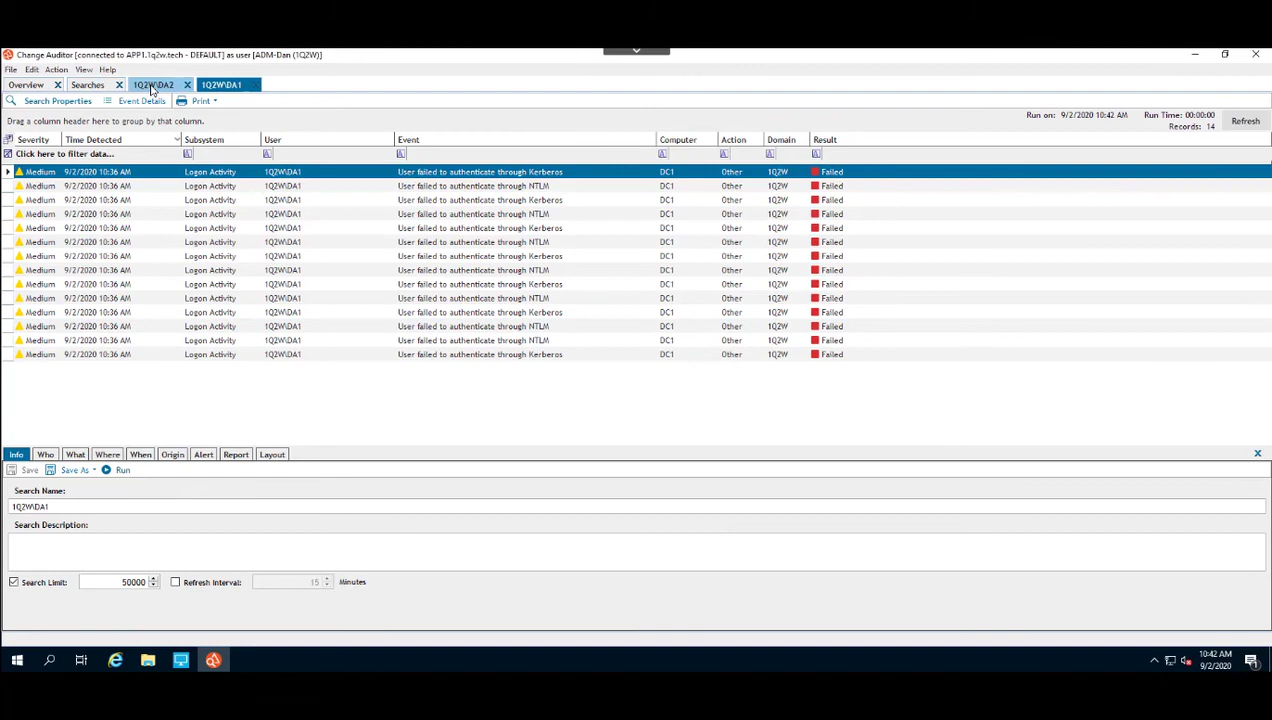 Change Auditor [connected to APP1.1q2w.tech - DEFAULT] as user [ADM-Dan (1Q2W)]
File Edit Action View Help
Overview Searches 1Q2W\DA2 1Q2W\DA1
Search Properties Event Details Print
Drag a column header here to group by that column.
Run on: 9/2/2020 10:42 AM Run Time: 00:00:00
Records: 14
Refresh
Severity Time Detected Subsystem User Event Computer Action Domain Result
Click here to filter data...
Medium 9/2/2020 10:36 AM Logon Activity 1Q2W\DA1 User failed to authenticate through Kerberos DC1 Other 1Q2W Failed
Medium 9/2/2020 10:36 AM Logon Activity 1Q2W\DA1 User failed to authenticate through NTLM DC1 Other 1Q2W Failed
Medium 9/2/2020 10:36 AM Logon Activity 1Q2W\DA1 User failed to authenticate through Kerberos DC1 Other 1Q2W Failed
Medium 9/2/2020 10:36 AM Logon Activity 1Q2W\DA1 User failed to authenticate through NTLM DC1 Other 1Q2W Failed
Medium 9/2/2020 10:36 AM Logon Activity 1Q2W\DA1 User failed to authenticate through Kerberos DC1 Other 1Q2W Failed
Medium 9/2/2020 10:36 AM Logon Activity 1Q2W\DA1 User failed to authenticate through NTLM DC1 Other 1Q2W Failed
Medium 9/2/2020 10:36 AM Logon Activity 1Q2W\DA1 User failed to authenticate through Kerberos DC1 Other 1Q2W Failed
Medium 9/2/2020 10:36 AM Logon Activity 1Q2W\DA1 User failed to authenticate through NTLM DC1 Other 1Q2W Failed
Medium 9/2/2020 10:36 AM Logon Activity 1Q2W\DA1 User failed to authenticate through Kerberos DC1 Other 1Q2W Failed
Medium 9/2/2020 10:36 AM Logon Activity 1Q2W\DA1 User failed to authenticate through NTLM DC1 Other 1Q2W Failed
Medium 9/2/2020 10:36 AM Logon Activity 1Q2W\DA1 User failed to authenticate through Kerberos DC1 Other 1Q2W Failed
Medium 9/2/2020 10:36 AM Logon Activity 1Q2W\DA1 User failed to authenticate through NTLM DC1 Other 1Q2W Failed
Medium 9/2/2020 10:36 AM Logon Activity 1Q2W\DA1 User failed to authenticate through Kerberos DC1 Other 1Q2W Failed
Medium 9/2/2020 10:36 AM Logon Activity 1Q2W\DA1 User failed to authenticate through Kerberos DC1 Other 1Q2W Failed
Info Who What Where When Origin Alert Report Layout
Save Save As Run
Search Name:
1Q2W\DA1
Search Description:
Search Limit: 50000 Refresh Interval: 15 Minutes
10:42 AM
9/2/2020